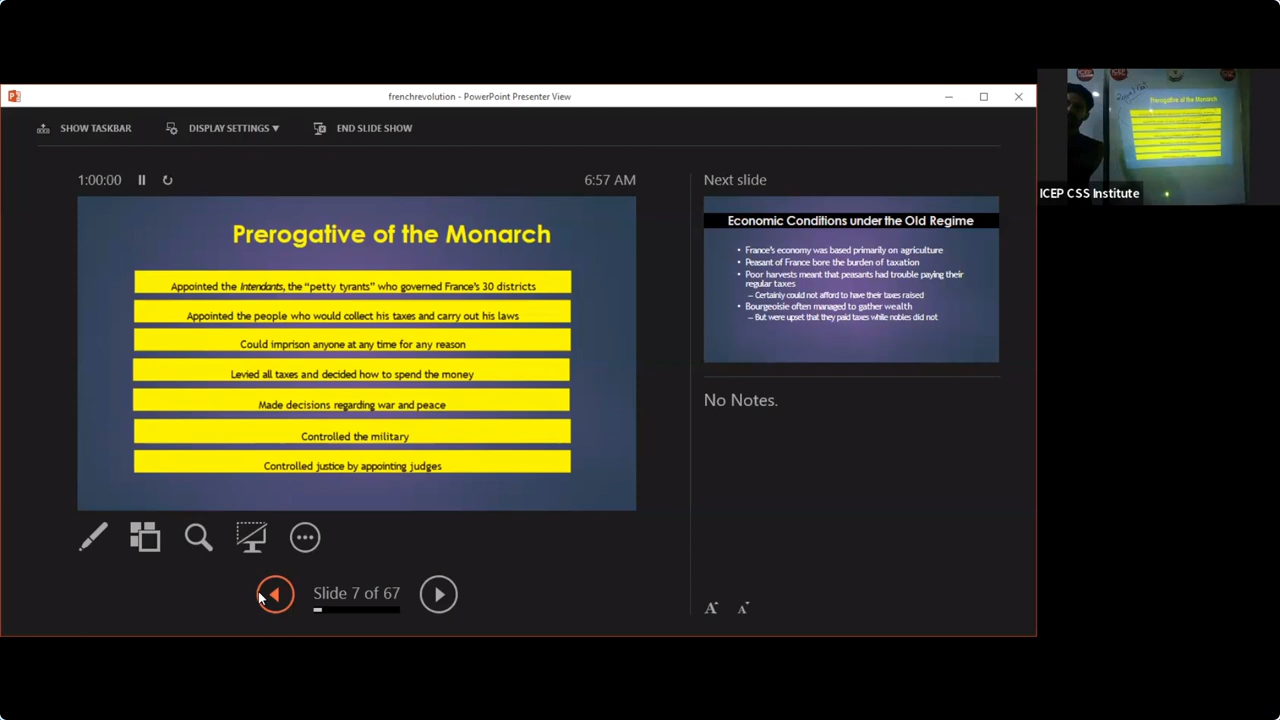 frenchrevolution - PowerPoint Presenter View
SHOW TASKBAR
DISPLAY SETTINGS ▾
END SLIDE SHOW
1:00:00
6:57 AM
Prerogative of the Monarch
Appointed the Intendants, the “petty tyrants” who governed France’s 30 districts
Appointed the people who would collect his taxes and carry out his laws
Could imprison anyone at any time for any reason
Levied all taxes and decided how to spend the money
Made decisions regarding war and peace
Controlled the military
Controlled justice by appointing judges
Slide 7 of 67
Next slide
Economic Conditions under the Old Regime
• France’s economy was based primarily on agriculture
• Peasant of France bore the burden of taxation
• Poor harvests meant that peasants had trouble paying their
regular taxes
– Certainly could not afford to have their taxes raised
• Bourgeoisie often managed to gather wealth
– But were upset that they paid taxes while nobles did not
No Notes.
A A
Prerogative of the Monarch
ICEP CSS Institute